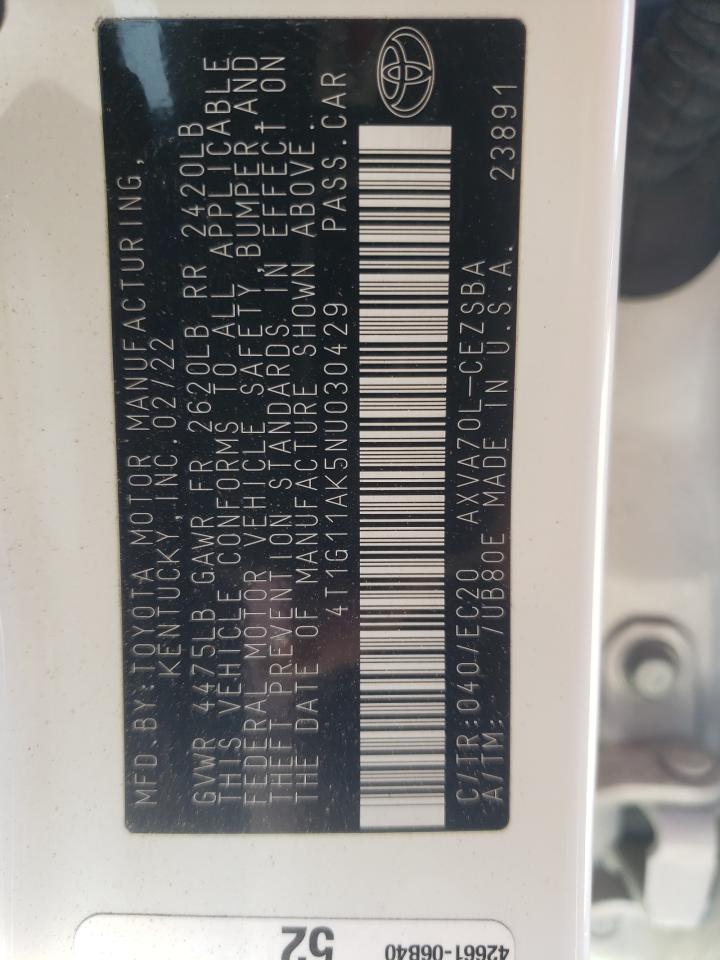 MFD.BY:TOYOTA MOTOR MANUFACTURING,
KENTUCKY,INC.02/22
GVWR 4475LB GAWR FR 2620LB RR 2420LB
THIS VEHICLE CONFORMS TO ALL APPLICABLE
FEDERAL MOTOR VEHICLE SAFETY, BUMPER,AND
THEFT PREVENTION STANDARDS IN EFFECT ON
THE DATE OF MANUFACTURE SHOWN ABOVE.
4T1G11AK5NU030429 PASS.CAR
C/TR:040/EC20 AXVA70L-CEZSBA
A/TM: /UB80E MADE IN U.S.A. 23891
52
42661-06B40